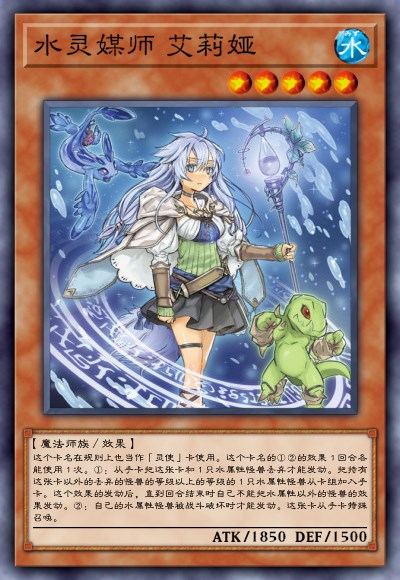 水灵媒师 艾莉娅
水
【魔法师族／效果】
这个卡名在规则上也当作「灵使」卡使用。这个卡名的①②的效果1回合各
能使用1次。①：从手卡把这张卡和1只水属性怪兽丢弃才能发动。把持有
这张卡以外的丢弃的怪兽的等级以上的等级的1只水属性怪兽从卡组加入手
卡。这个效果的发动后，直到回合结束时自己不能把水属性以外的怪兽的效
果发动。②：自己的水属性怪兽被战斗破坏时才能发动。这张卡从手卡特殊
召唤。
ATK/1850 DEF/1500